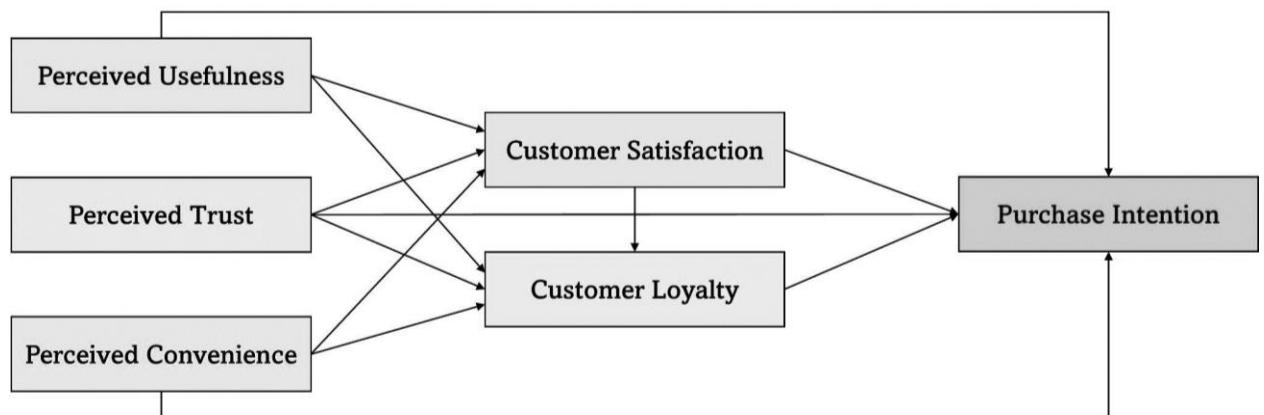 Perceived Usefulness
Customer Satisfaction
Perceived Trust
Purchase Intention
Customer Loyalty
Perceived Convenience